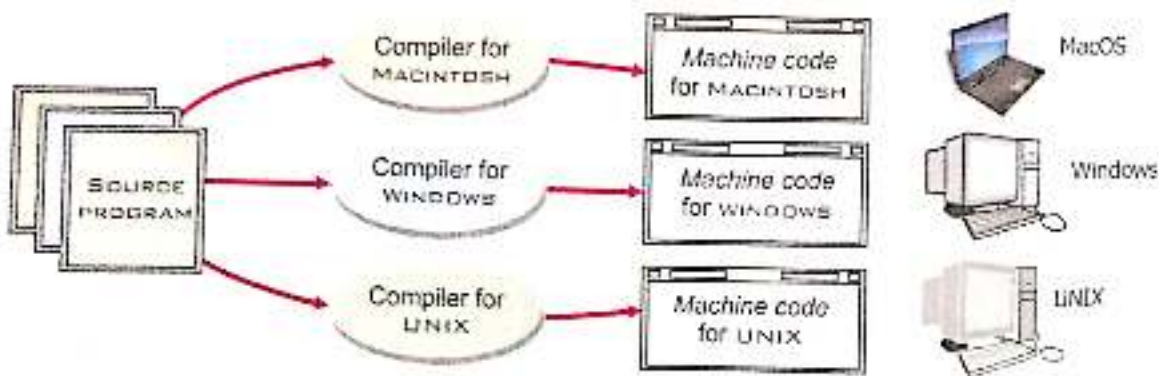 SOURCE
PROGRAM
Compiler for
MACINTOSH
Machine code
for MACINTOSH
MacOS
Compiler for
WINDOWS
Machine code
for WINDOWS
Windows
Compiler for
UNIX
Machine code
for UNIX
UNIX